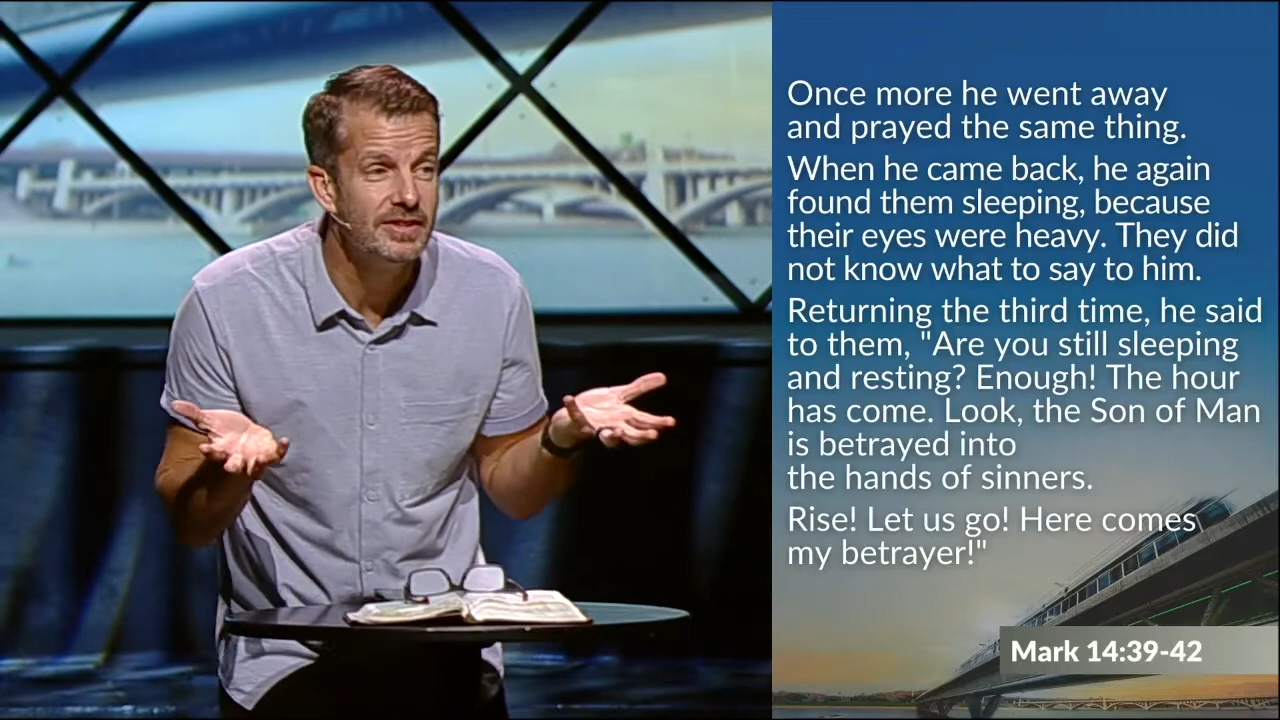 Once more he went away
and prayed the same thing.
When he came back, he again
found them sleeping, because
their eyes were heavy. They did
not know what to say to him.
Returning the third time, he said
to them, "Are you still sleeping
and resting? Enough! The hour
has come. Look, the Son of Man
is betrayed into
the hands of sinners.
Rise! Let us go! Here comes
my betrayer!"
Mark 14:39-42